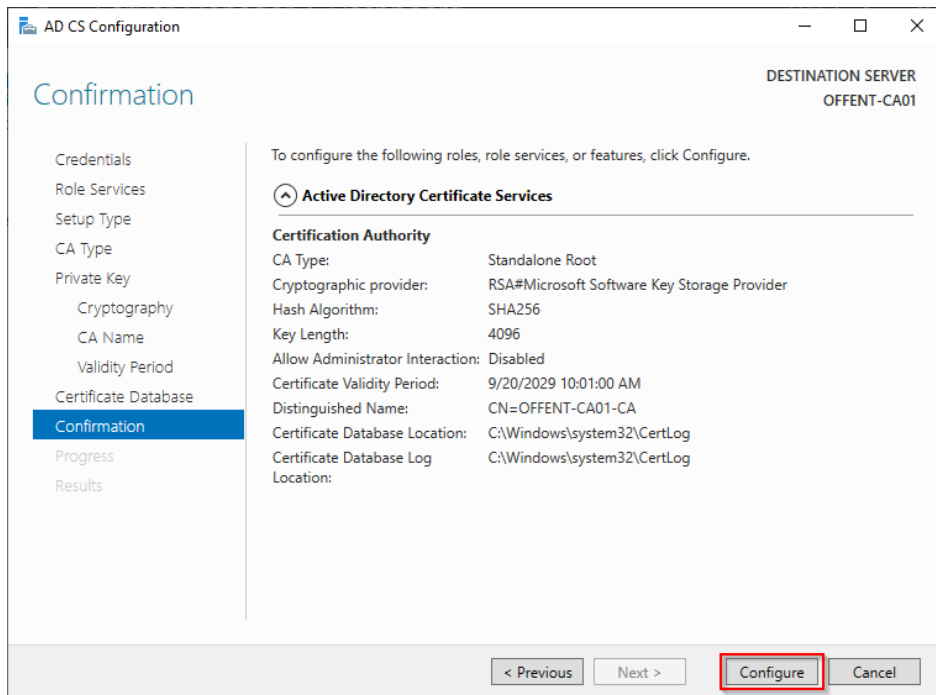 AD CS Configuration
Confirmation
DESTINATION SERVER
OFFENT-CA01
Credentials
Role Services
Setup Type
CA Type
Private Key
Cryptography
CA Name
Validity Period
Certificate Database
Confirmation
Progress
Results
To configure the following roles, role services, or features, click Configure.
Active Directory Certificate Services
Certification Authority
CA Type: Standalone Root
Cryptographic provider: RSA#Microsoft Software Key Storage Provider
Hash Algorithm: SHA256
Key Length: 4096
Allow Administrator Interaction: Disabled
Certificate Validity Period: 9/20/2029 10:01:00 AM
Distinguished Name: CN=OFFENT-CA01-CA
Certificate Database Location: C:\Windows\system32\CertLog
Certificate Database Log C:\Windows\system32\CertLog
Location:
< Previous Next > Configure Cancel